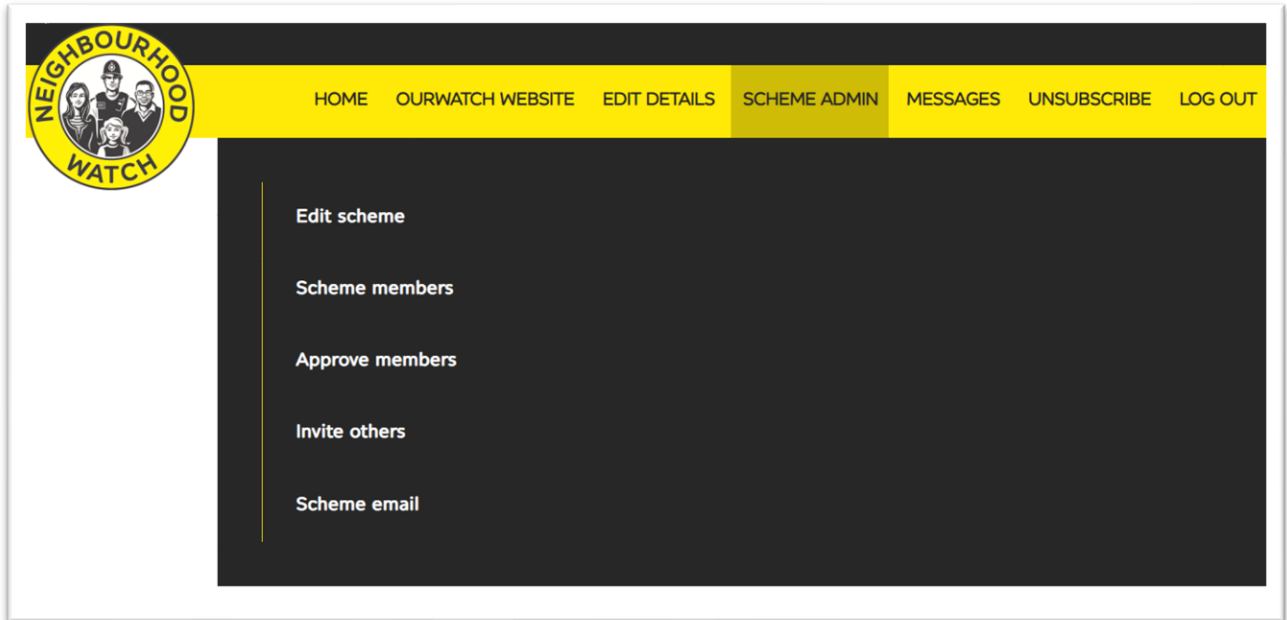 NEIGHBOURHOOD
WATCH
HOME OURWATCH WEBSITE EDIT DETAILS SCHEME ADMIN MESSAGES UNSUBSCRIBE LOG OUT
Edit scheme
Scheme members
Approve members
Invite others
Scheme email